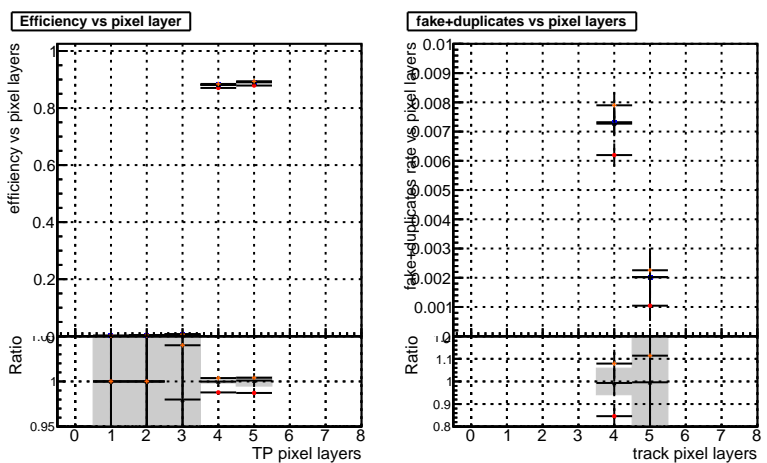 Efficiency vs pixel layer
efficiency vs pixel layers
1
0.8
0.6
0.4
0.2
0
Ratio
1
0.95
0 1 2 3 4 5 6 7 8
TP pixel layers
fake+duplicates vs pixel layers
fake+duplicates rate vs pixel layers
0.01
0.009
0.008
0.007
0.006
0.005
0.004
0.003
0.002
0.001
Ratio
1.1
1
0.9
0.8
0 1 2 3 4 5 6 7 8
track pixel layers